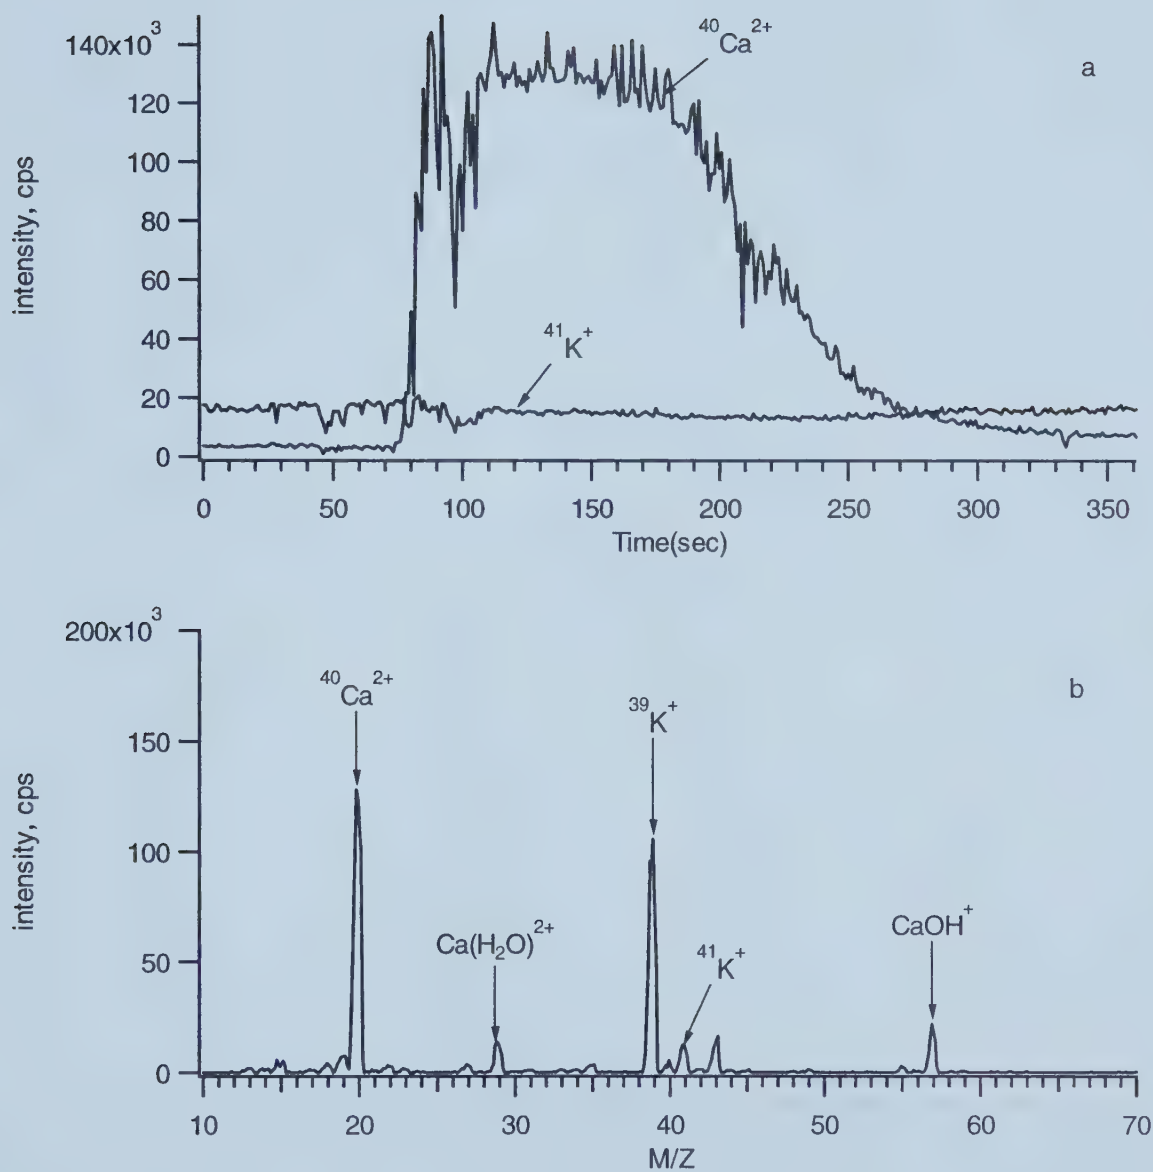 140x10³
120
100
80
60
40
20
0
intensity, cps
⁴⁰Ca²⁺
a
⁴¹K⁺
0 50 100 150 200 250 300 350
Time(sec)
200x10³
150
100
50
0
intensity, cps
⁴⁰Ca²⁺
b
³⁹K⁺
Ca(H₂O)²⁺
⁴¹K⁺
CaOH⁺
10 20 30 40 50 60 70
M/Z